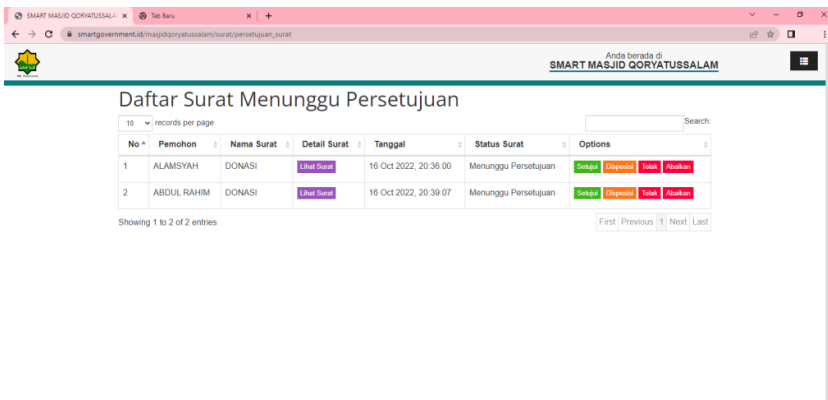 SMART MASJID QORYATUSSALA
Tab Baru
smartgovernment.id/masjidqoryatussalam/surat/persetujuan_surat
Anda berada di
SMART MASJID QORYATUSSALAM
Daftar Surat Menunggu Persetujuan
10 records per page
Search:
No Pemohon Nama Surat Detail Surat Tanggal Status Surat Options
1 ALAMSYAH DONASI Lihat Surat 16 Oct 2022, 20:36:00 Menunggu Persetujuan Setujui Disposisi Tolak Abaikan
2 ABDUL RAHIM DONASI Lihat Surat 16 Oct 2022, 20:39:07 Menunggu Persetujuan Setujui Disposisi Tolak Abaikan
Showing 1 to 2 of 2 entries
First Previous 1 Next Last